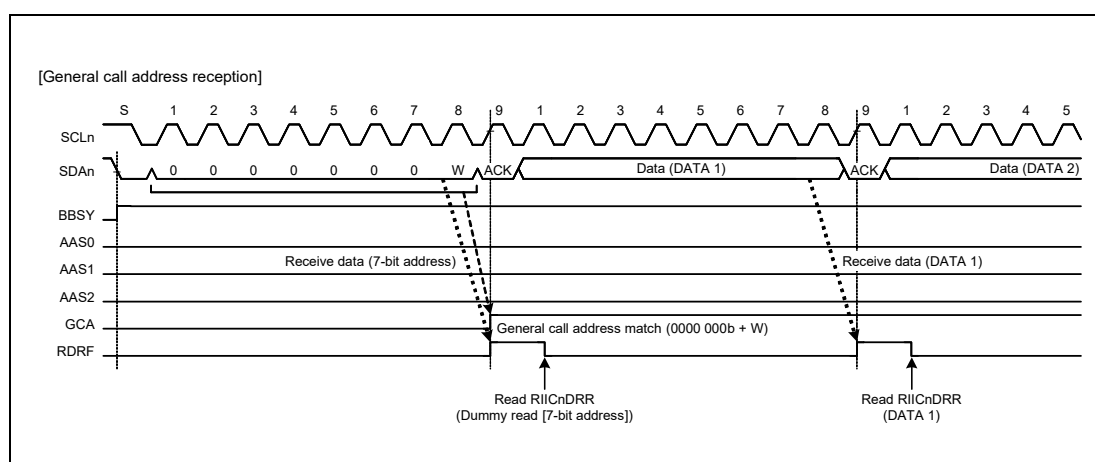 [General call address reception]
S 1 2 3 4 5 6 7 8 9 1 2 3 4 5 6 7 8 9 1 2 3 4 5
SCLn
SDAn 0 0 0 0 0 0 0 W ACK Data (DATA 1) ACK Data (DATA 2)
BBSY
AAS0
Receive data (7-bit address) Receive data (DATA 1)
AAS1
AAS2
GCA
General call address match (0000 000b + W)
RDRF
Read RIICnDRR Read RIICnDRR
(Dummy read [7-bit address]) (DATA 1)